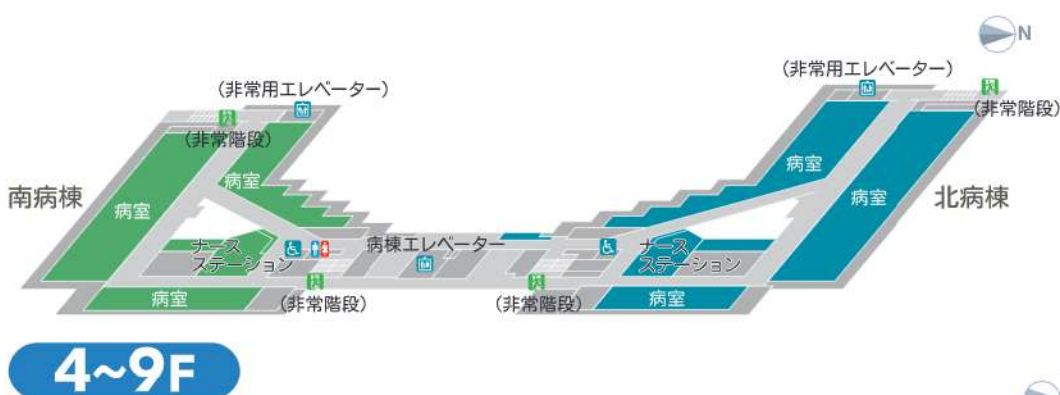 N
(非常用エレベーター)
(非常用エレベーター)
(非常階段)
(非常階段)
南病棟
病室
病室
病室
病室
北病棟
ナース
ステーション
病棟エレベーター
ナース
ステーション
病室
(非常階段)
(非常階段)
病室
4~9F